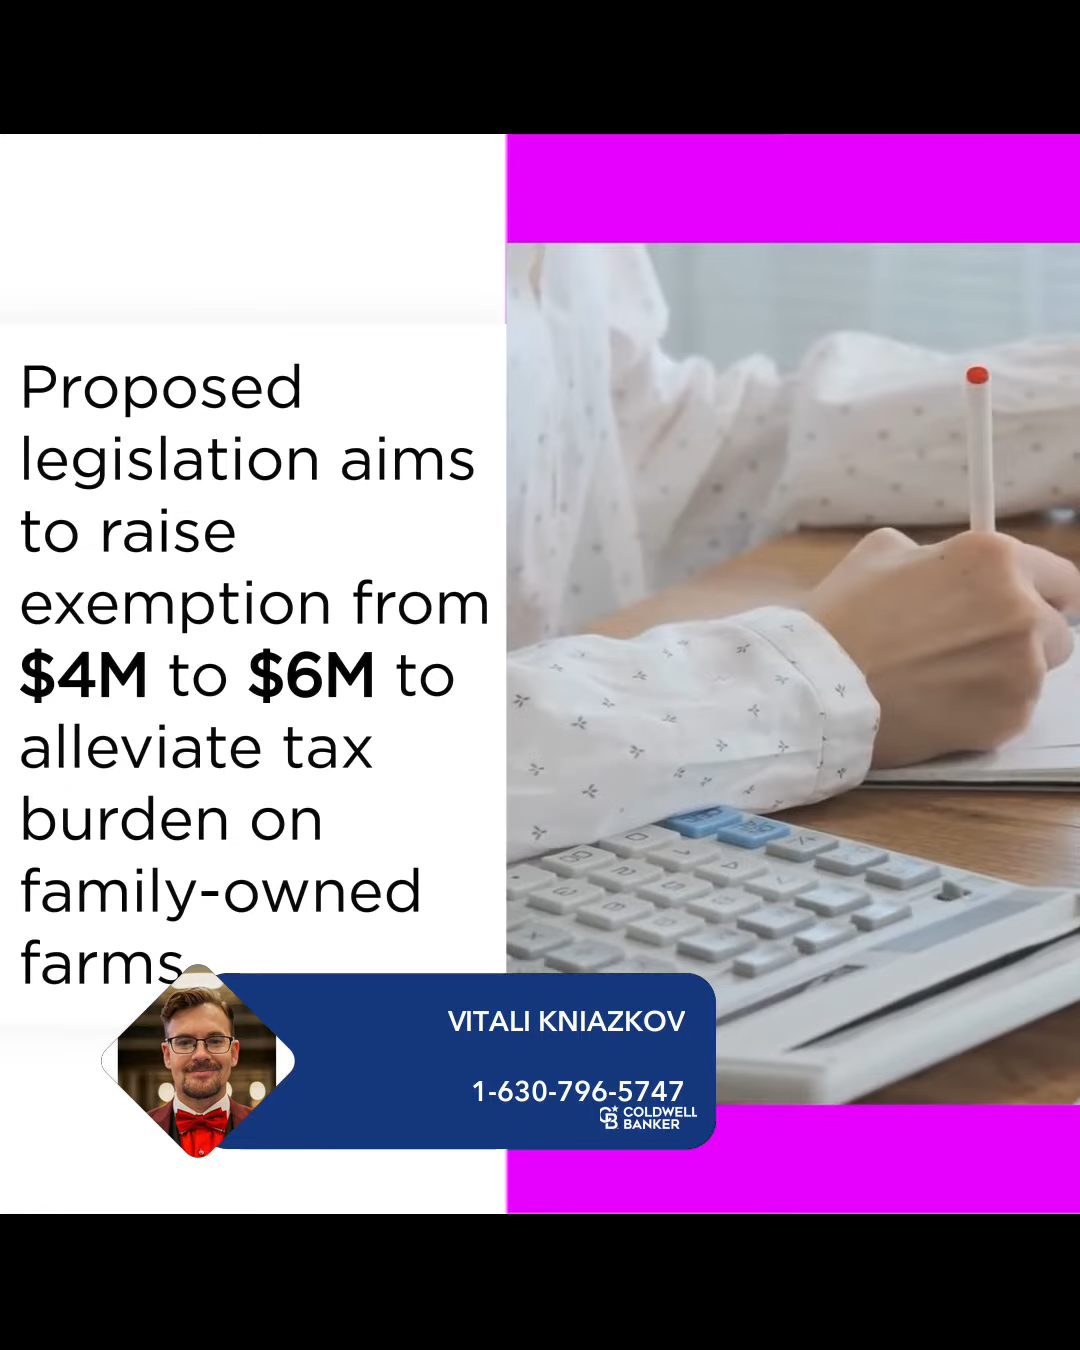 Proposed
legislation aims
to raise
exemption from
$4M to $6M to
alleviate tax
burden on
family-owned
farms
VITALI KNIAZKOV
1-630-796-5747
COLDWELL
BANKER